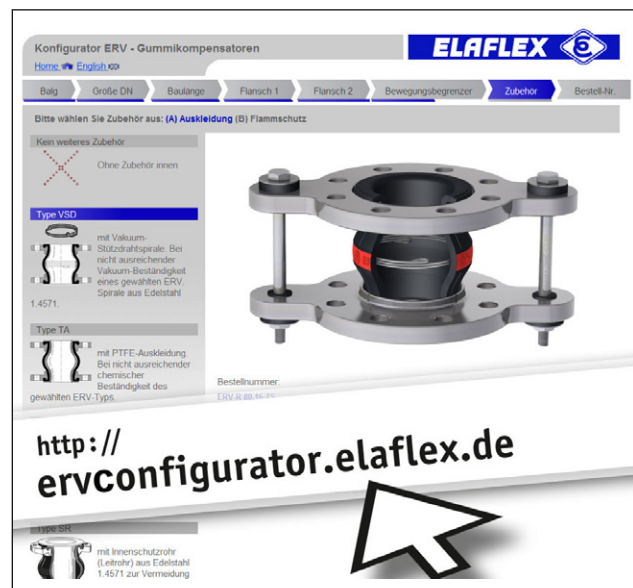 Konfigurator ERV - Gummikompensatoren
Home English
ELAFLEX
Balg Größe DN Baulänge Flansch 1 Flansch 2 Bewegungsbegrenzer Zubehör Bestell-Nr.
Bitte wählen Sie Zubehör aus: (A) Auskleidung (B) Flammschutz
Kein weiteres Zubehör
Ohne Zubehör innen
Type VSD
mit Vakuum-
Stützdrahtspirale. Bei
nicht ausreichender
Vakuum-Beständigkeit
eines gewählten ERV.
Spirale aus Edelstahl
1.4571.
Type TA
mit PTFE-Auskleidung.
Bei nicht ausreichender
chemischer
Beständigkeit des
gewählten ERV-Typs.
Bestellnummer:
http://
ervconfigurator.elaflex.de
Type SR
mit Innenschutzrohr
(Leitrohr) aus Edelstahl
1.4571 zur Vermeidung